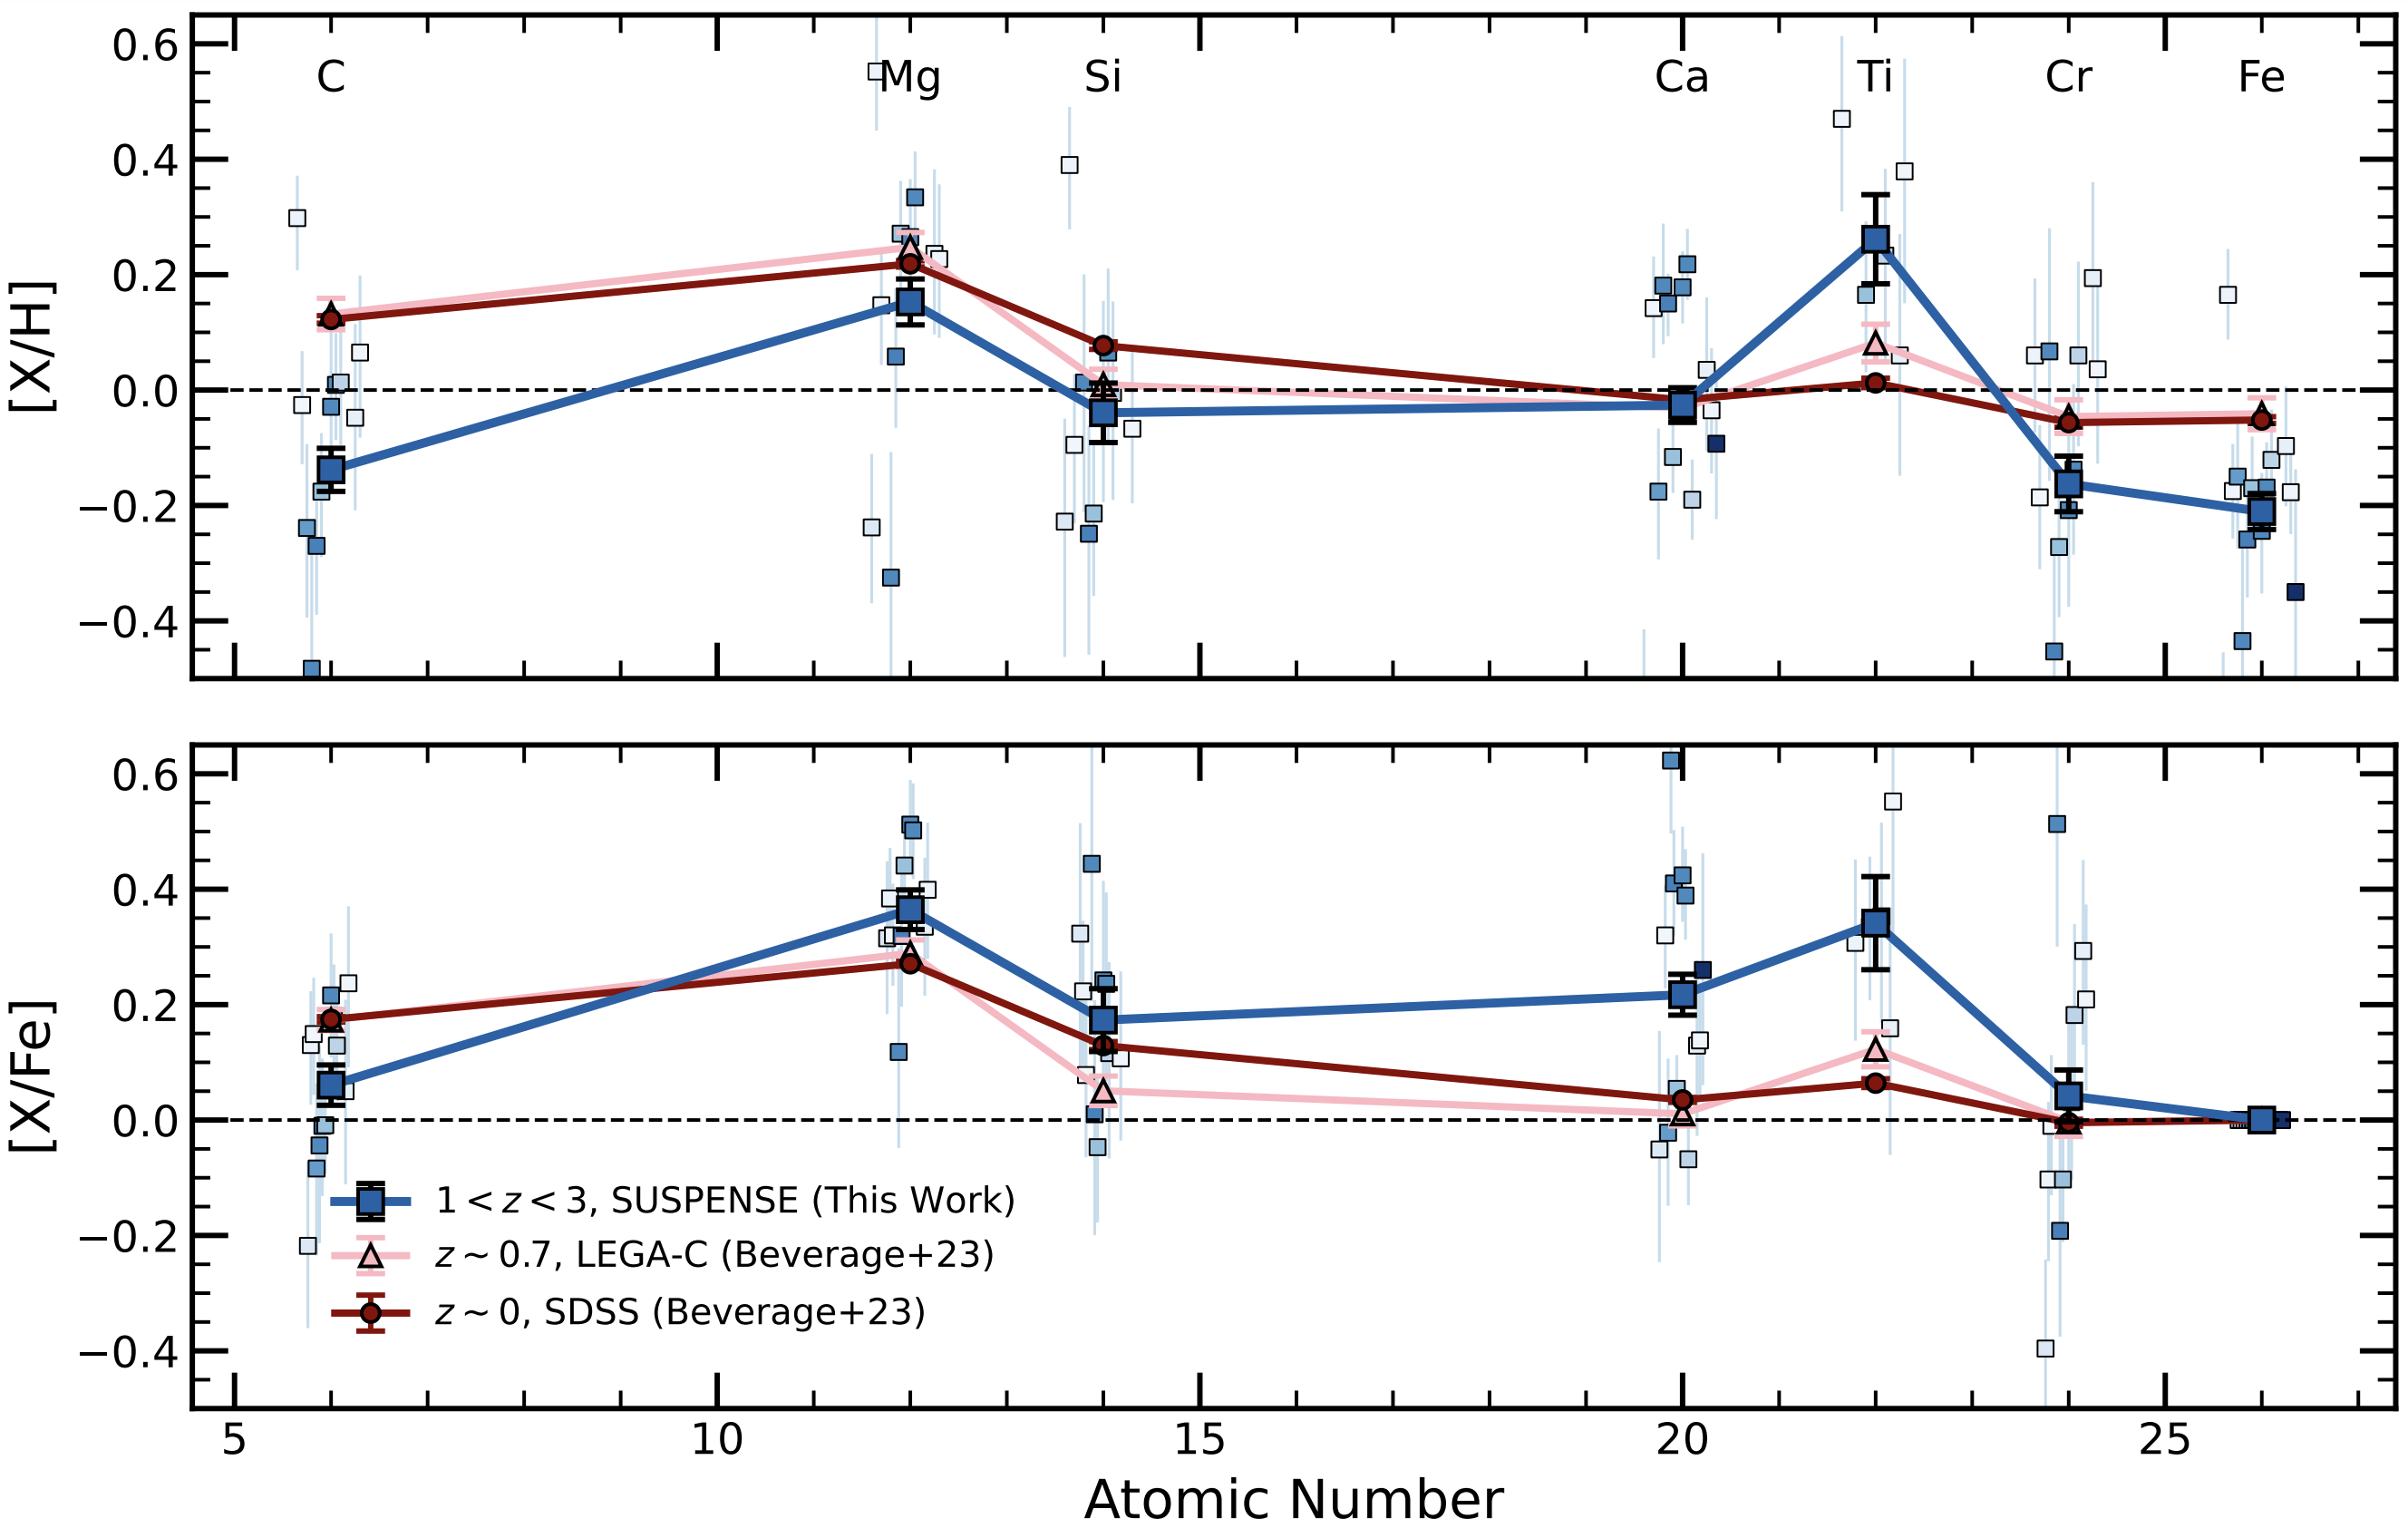 0.6
C Mg Si Ca Ti Cr Fe
0.4
0.2
[X/H]
0.0
−0.2
−0.4
0.6
0.4
0.2
[X/Fe]
0.0
−0.2
−0.4
1 < z < 3, SUSPENSE (This Work)
z ~ 0.7, LEGA-C (Beverage+23)
z ~ 0, SDSS (Beverage+23)
5 10 15 20 25
Atomic Number